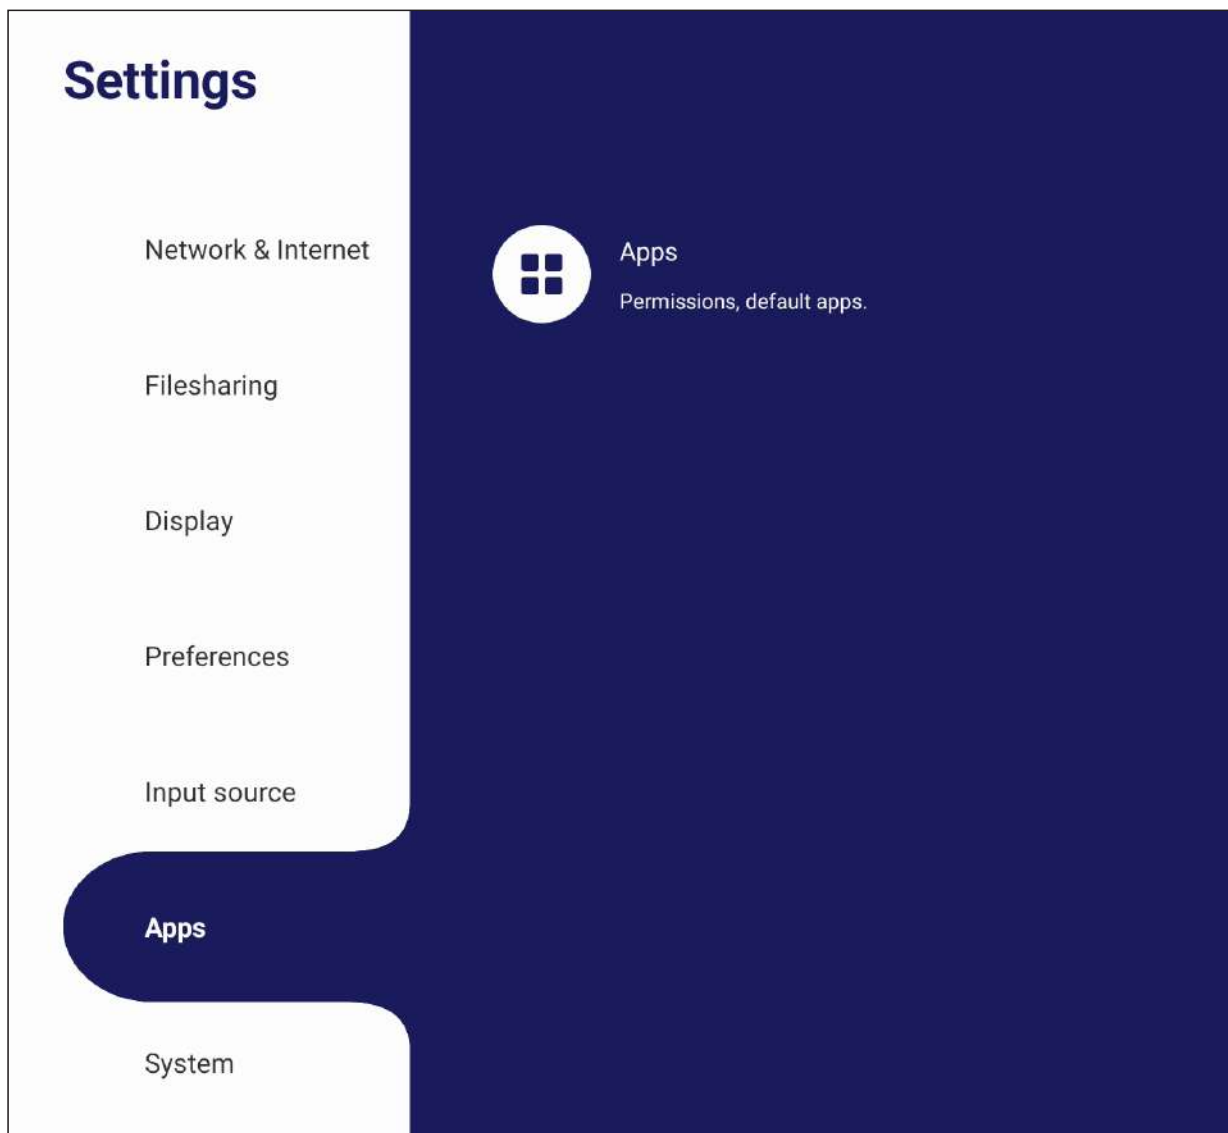 Settings
Network & Internet
Filesharing
Display
Preferences
Input source
Apps
System
Apps
Permissions, default apps.